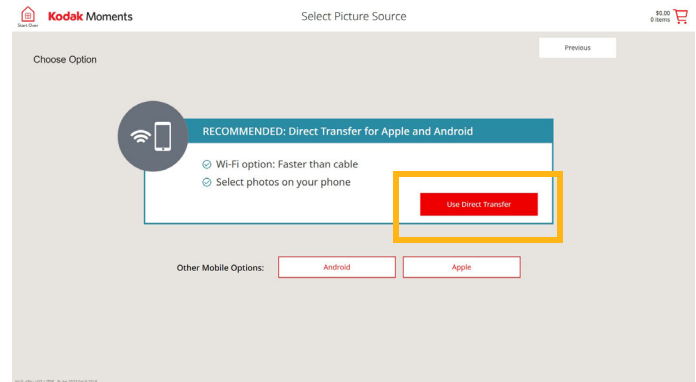 Kodak Moments
Select Picture Source
$0.00
0 items
Start Over
Previous
Choose Option
RECOMMENDED: Direct Transfer for Apple and Android
Wi-Fi option: Faster than cable
Select photos on your phone
Use Direct Transfer
Other Mobile Options:
Android
Apple